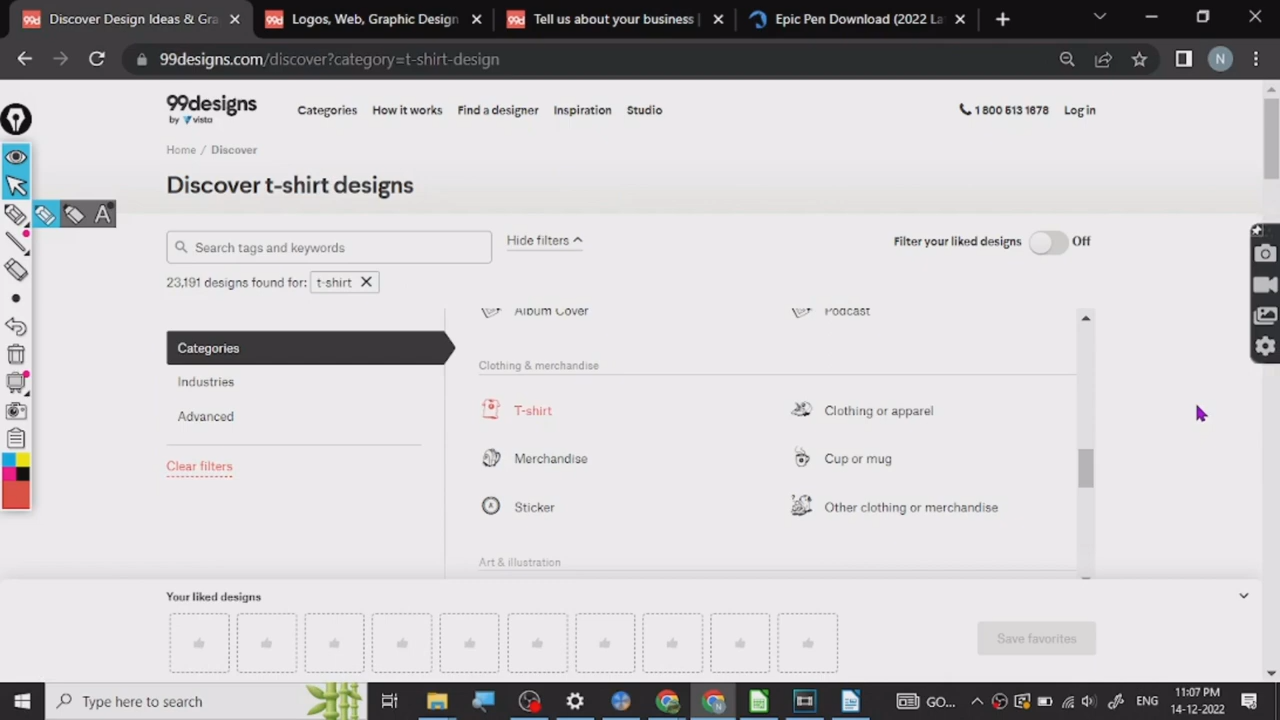 Discover Design Ideas & Gra
Logos, Web, Graphic Design
Tell us about your business
Epic Pen Download (2022 La
99designs.com/discover?category=t-shirt-design
N
99designs
by vista
Categories
How it works
Find a designer
Inspiration
Studio
1 800 513 1678
Log in
Home / Discover
Discover t-shirt designs
Search tags and keywords
Hide filters
Filter your liked designs
Off
23,191 designs found for:
t-shirt
Album Cover
Podcast
Categories
Industries
Advanced
Clear filters
Clothing & merchandise
T-shirt
Clothing or apparel
Merchandise
Cup or mug
Sticker
Other clothing or merchandise
Art & illustration
Your liked designs
Save favorites
Type here to search
GO...
ENG
11:07 PM
14-12-2022